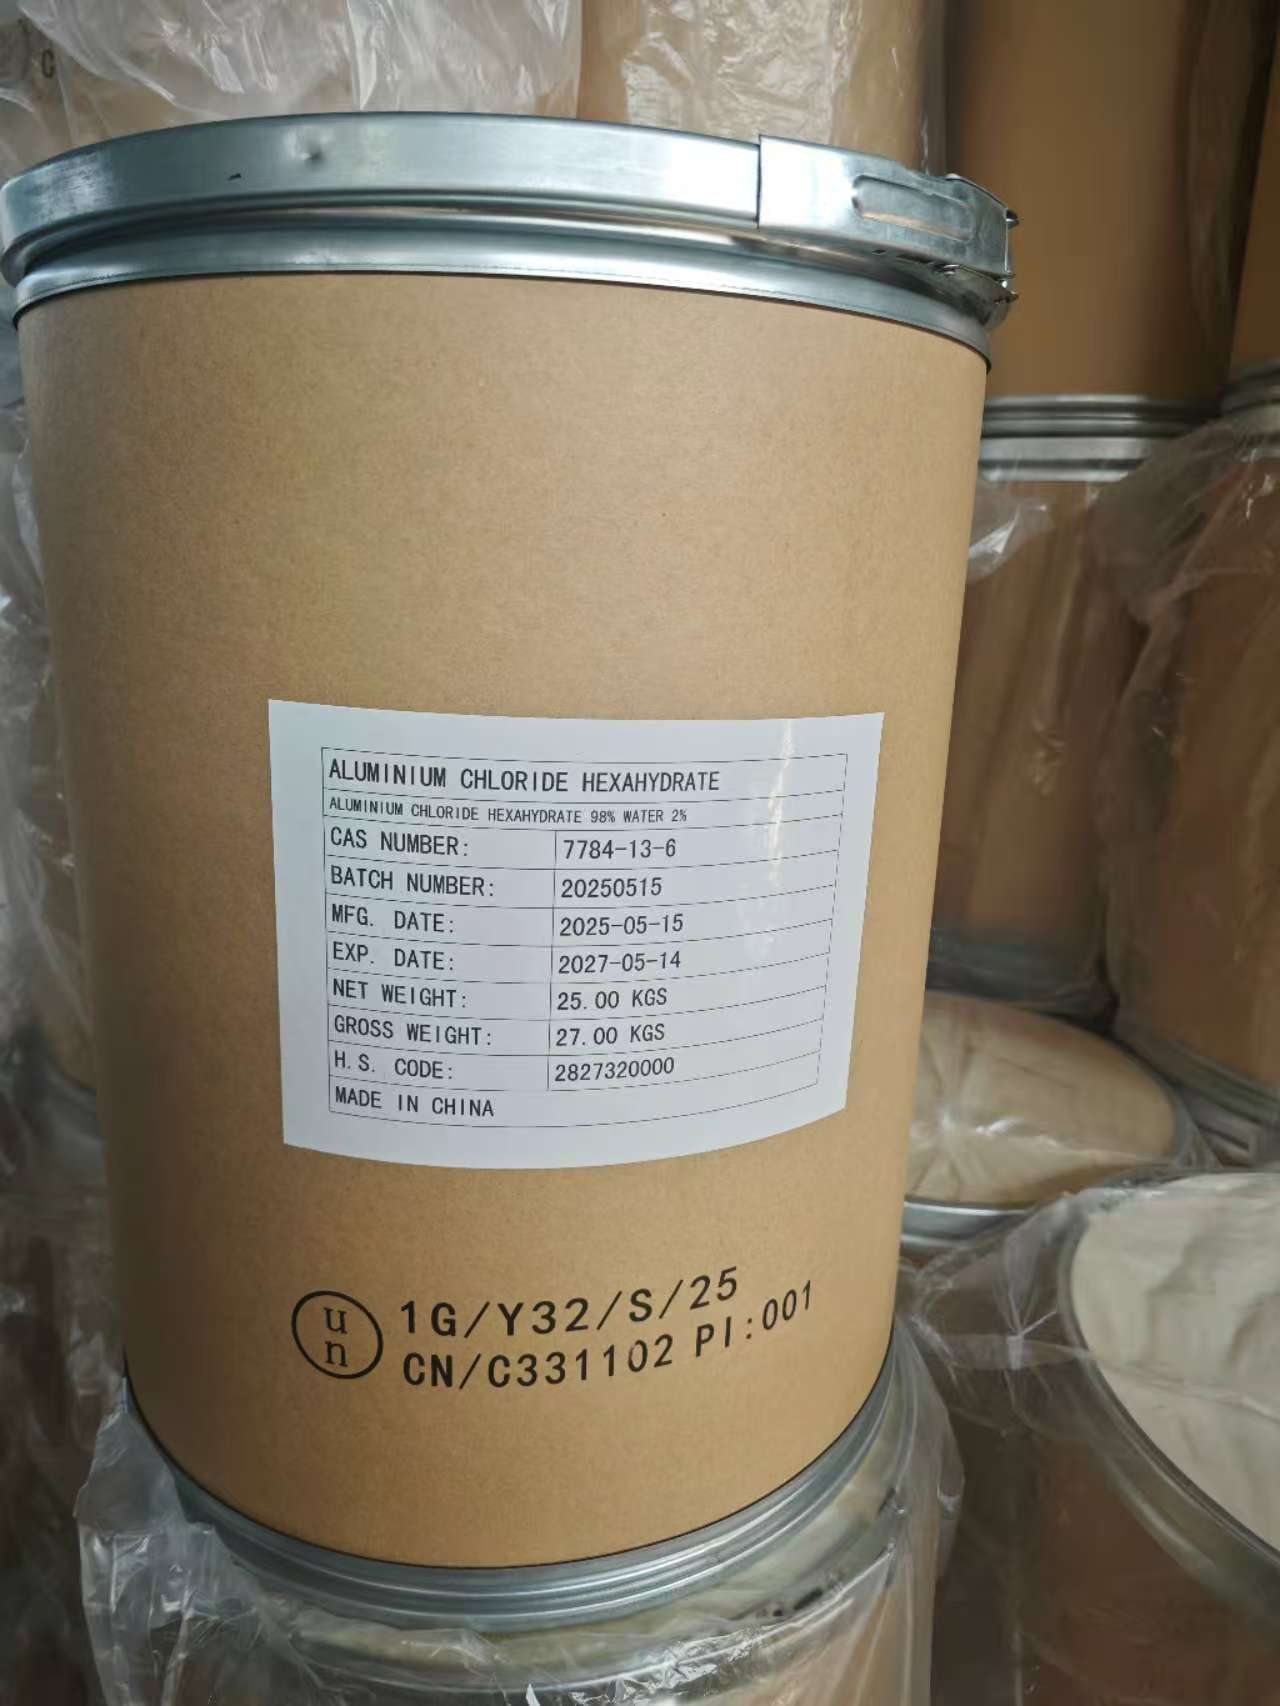 ALUMINIUM CHLORIDE HEXAHYDRATE
ALUMINIUM CHLORIDE HEXAHYDRATE 98% WATER 2%
CAS NUMBER: 7784-13-6
BATCH NUMBER: 20250515
MFG. DATE: 2025-05-15
EXP. DATE: 2027-05-14
NET WEIGHT: 25.00 KGS
GROSS WEIGHT: 27.00 KGS
H.S. CODE: 2827320000
MADE IN CHINA
un 1G/Y32/S/25
CN/C331102 PI:001